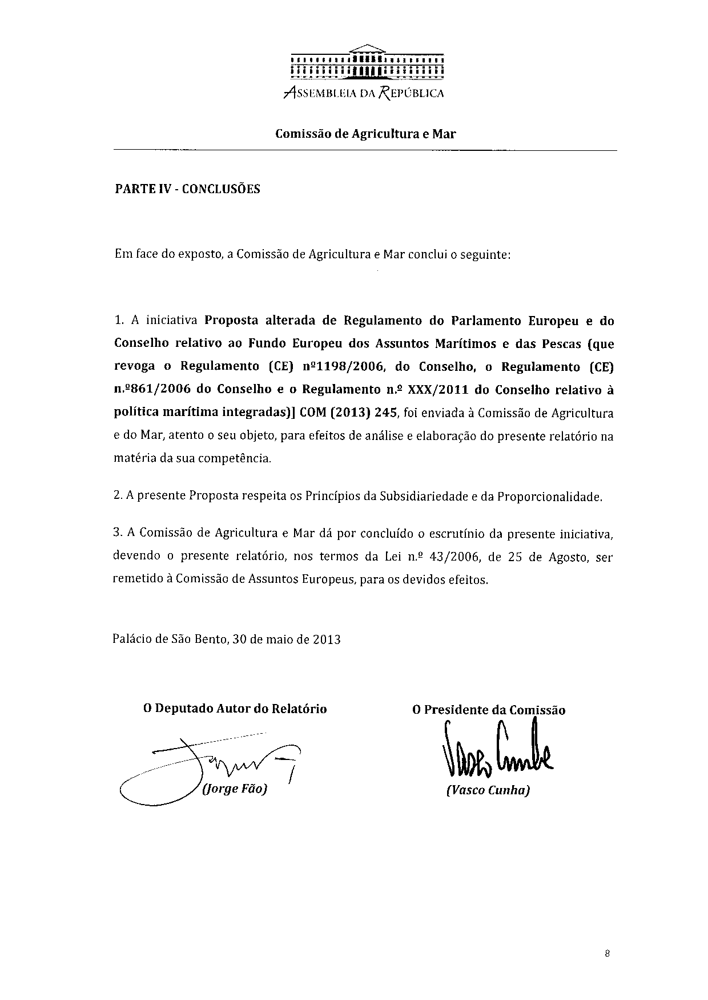 ASSEMBLEIA DA REPÚBLICA
Comissão de Agricultura e Mar
PARTE IV - CONCLUSÕES
Em face do exposto, a Comissão de Agricultura e Mar conclui o seguinte:
1. A iniciativa Proposta alterada de Regulamento do Parlamento Europeu e do
Conselho relativo ao Fundo Europeu dos Assuntos Marítimos e das Pescas (que
revoga o Regulamento (CE) nº1198/2006, do Conselho, o Regulamento (CE)
n.º861/2006 do Conselho e o Regulamento n.º XXX/2011 do Conselho relativo à
política marítima integradas)] COM (2013) 245, foi enviada à Comissão de Agricultura
e do Mar, atento o seu objeto, para efeitos de análise e elaboração do presente relatório na
matéria da sua competência.
2. A presente Proposta respeita os Princípios da Subsidiariedade e da Proporcionalidade.
3. A Comissão de Agricultura e Mar dá por concluído o escrutínio da presente iniciativa,
devendo o presente relatório, nos termos da Lei n.º 43/2006, de 25 de Agosto, ser
remetido à Comissão de Assuntos Europeus, para os devidos efeitos.
Palácio de São Bento, 30 de maio de 2013
O Deputado Autor do Relatório O Presidente da Comissão
Vasco Cunha
(Jorge Fão) (Vasco Cunha)
8